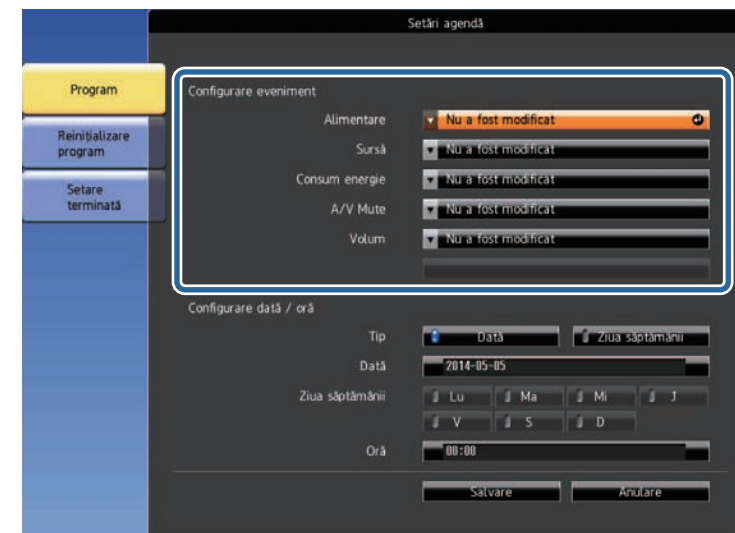 Setări agendă
Program
Reinițializare
program
Setare
terminată
Configurare eveniment
Alimentare Nu a fost modificat
Sursă Nu a fost modificat
Consum energie Nu a fost modificat
A/V Mute Nu a fost modificat
Volum Nu a fost modificat
Configurare dată / oră
Tip Dată Ziua săptămânii
Dată 2014-05-05
Ziua săptămânii Lu Ma Mi J
V S D
Oră 00:00
Salvare Anulare